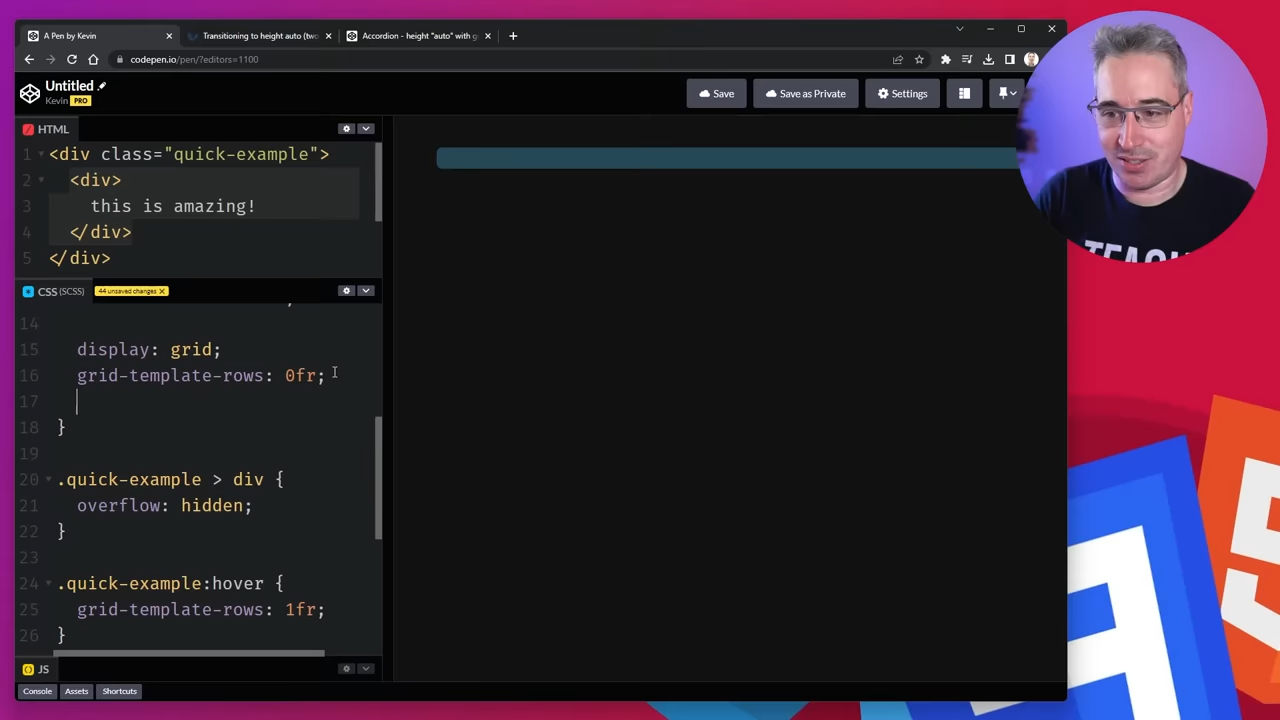 A Pen by Kevin
Transitioning to height auto (two
Accordion - height "auto" with g
codepen.io/pen/?editors=1100
Untitled
Kevin PRO
Save
Save as Private
Settings
HTML
1 <div class="quick-example">
2 <div>
3 this is amazing!
4 </div>
5 </div>
CSS (SCSS)
44 unsaved changes X
14
15 display: grid;
16 grid-template-rows: 0fr;
17
18 }
19
20 .quick-example > div {
21 overflow: hidden;
22 }
23
24 .quick-example:hover {
25 grid-template-rows: 1fr;
26 }
JS
Console
Assets
Shortcuts